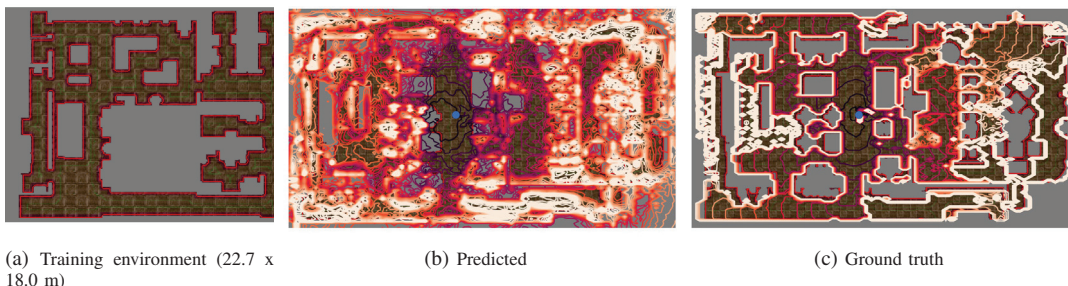 (a) Training environment (22.7 x
18.0 m)
(b) Predicted
(c) Ground truth